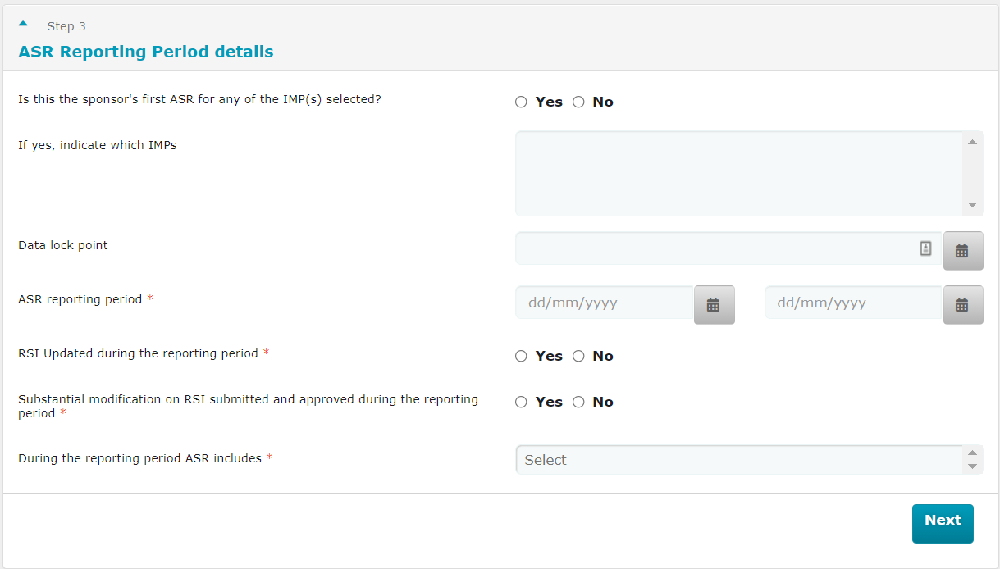 Step 3
ASR Reporting Period details
Is this the sponsor's first ASR for any of the IMP(s) selected?
Yes No
If yes, indicate which IMPs
Data lock point
ASR reporting period *
dd/mm/yyyy dd/mm/yyyy
RSI Updated during the reporting period *
Yes No
Substantial modification on RSI submitted and approved during the reporting
period *
Yes No
During the reporting period ASR includes *
Select
Next